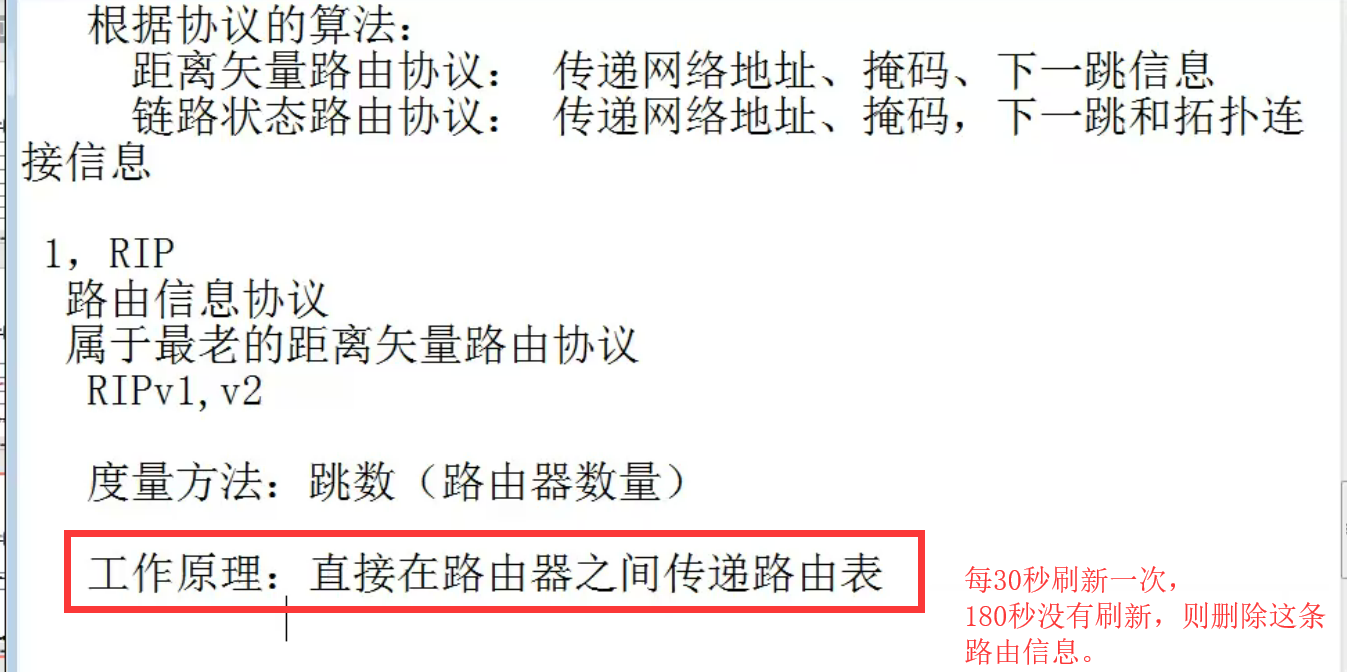 根据协议的算法：
距离矢量路由协议： 传递网络地址、掩码、下一跳信息
链路状态路由协议： 传递网络地址、掩码，下一跳和拓扑连
接信息
1，RIP
路由信息协议
属于最老的距离矢量路由协议
RIPv1,v2
度量方法：跳数（路由器数量）
工作原理：直接在路由器之间传递路由表
每30秒刷新一次，
180秒没有刷新，则删除这条
路由信息。